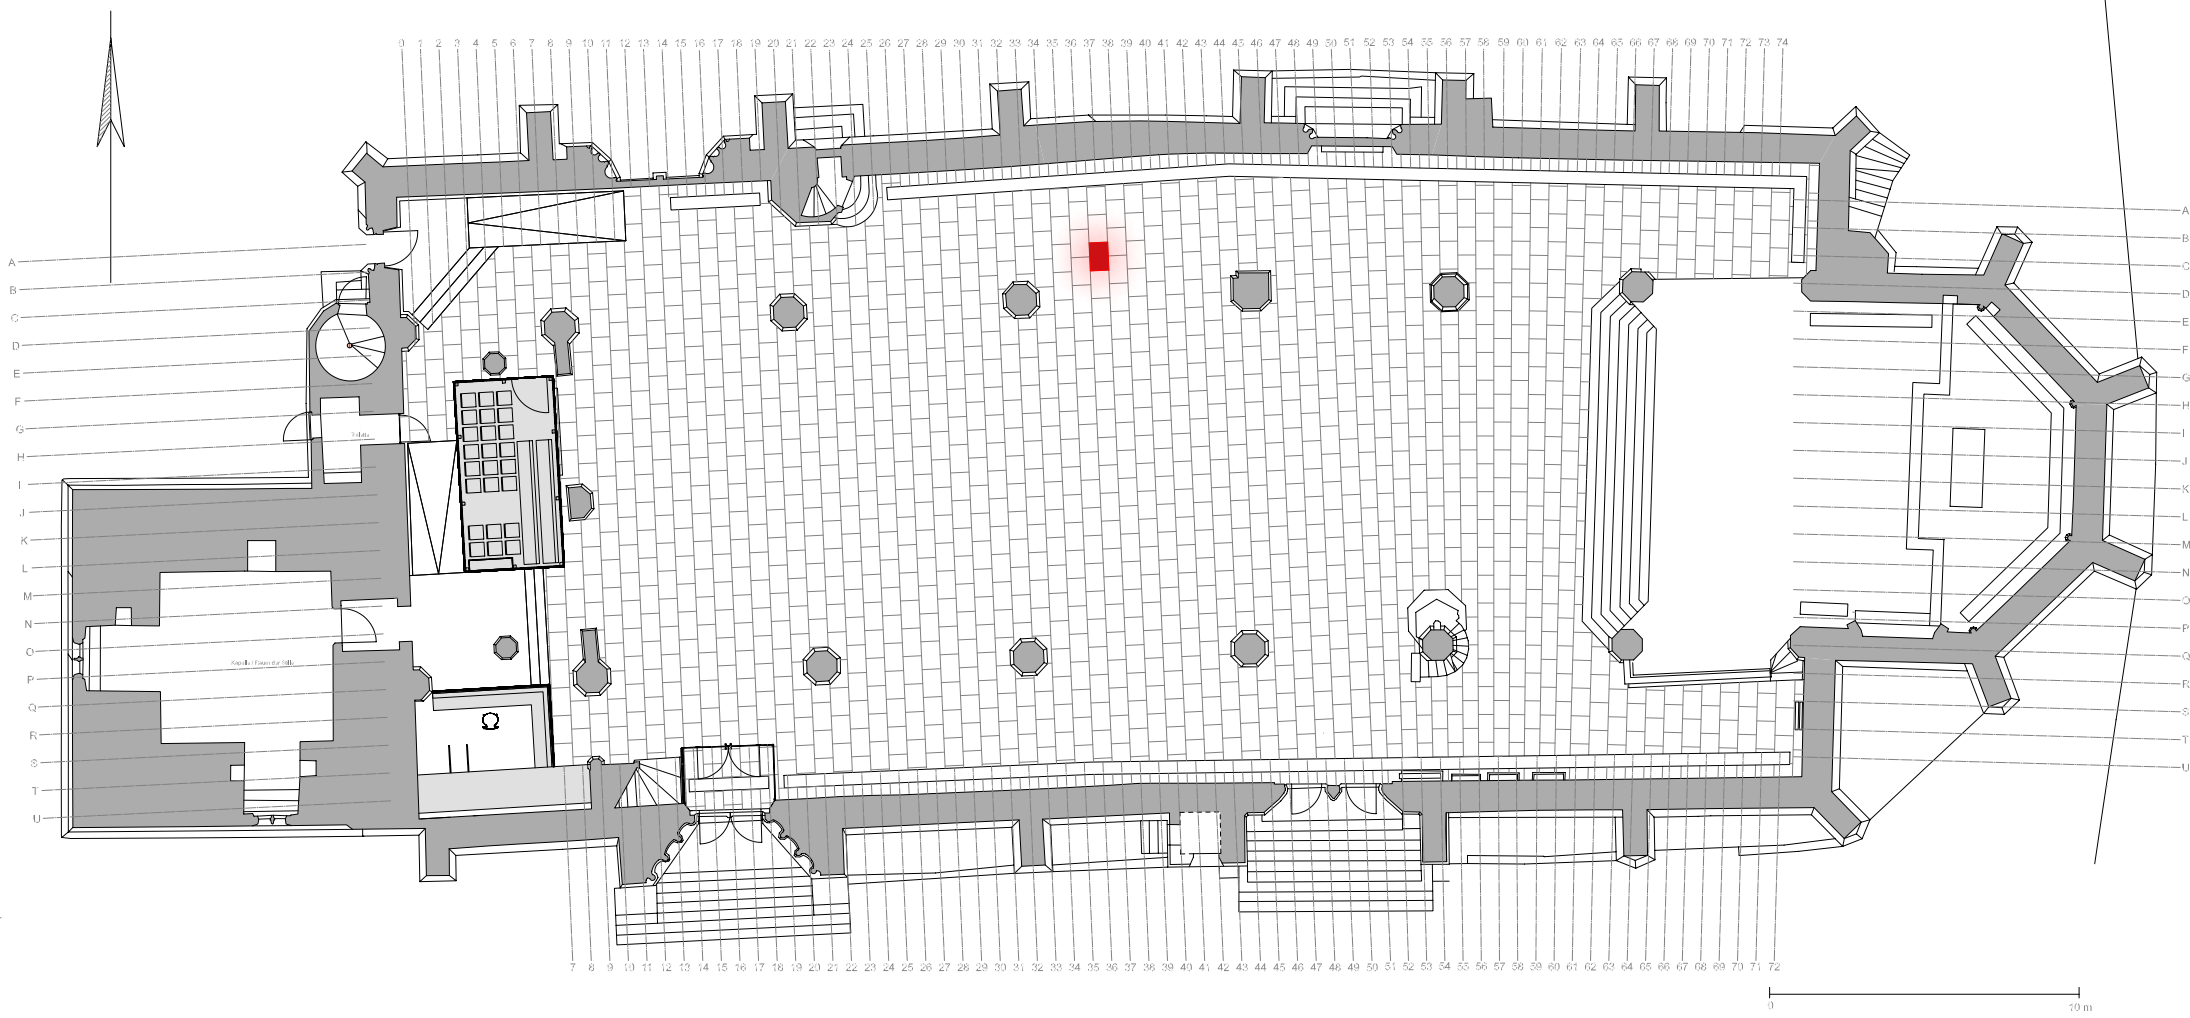 0 1 2 3 4 5 6 7 8 9 10 11 12 13 14 15 16 17 18 19 20 21 22 23 24 25 26 27 28 29 30 31 32 33 34 35 36 37 38 39 40 41 42 43 44 45 46 47 48 49 50 51 52 53 54 55 56 57 58 59 60 61 62 63 64 65 66 67 68 69 70 71 72 73 74
A
B
C
D
E
F
G
H
I
J
K
L
M
N
O
P
Q
R
S
T
U
Kapelle / Raum der Stille
A
B
C
D
E
F
G
H
I
J
K
L
M
N
O
P
Q
R
S
T
U
7 8 9 10 11 12 13 14 15 16 17 18 19 20 21 22 23 24 25 26 27 28 29 30 31 32 33 34 35 36 37 38 39 40 41 42 43 44 45 46 47 48 49 50 51 52 53 54 55 56 57 58 59 60 61 62 63 64 65 66 67 68 69 70 71 72
0 10 m